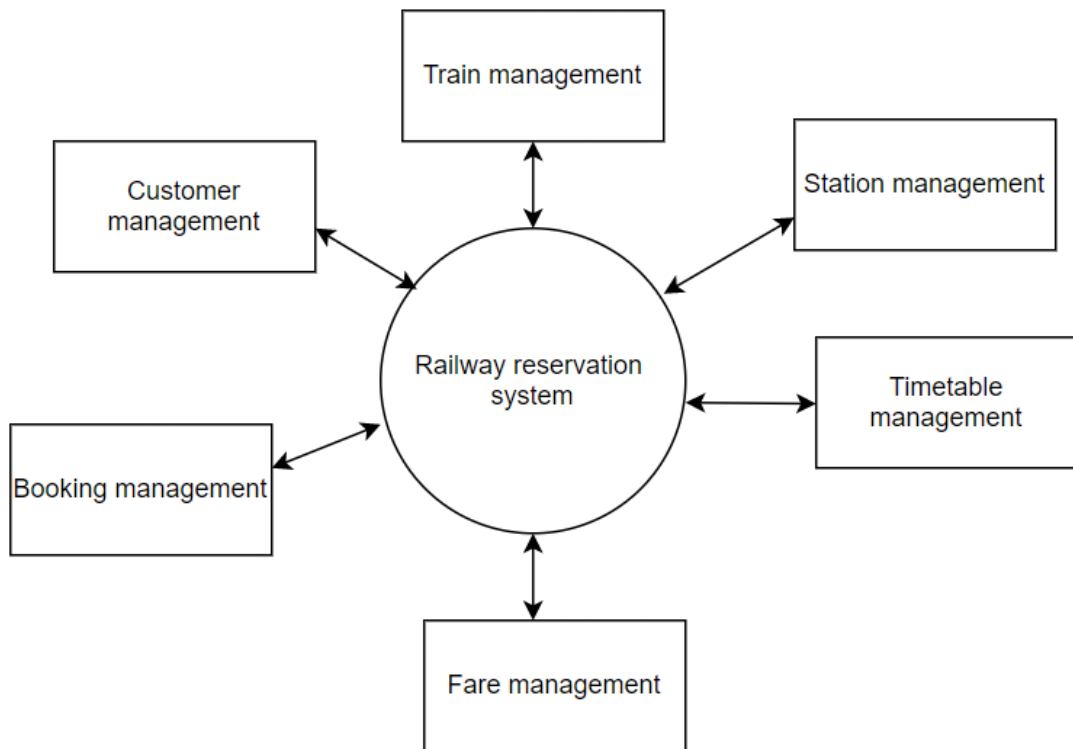 Train management
Customer
management
Station management
Railway reservation
system
Timetable
management
Booking management
Fare management